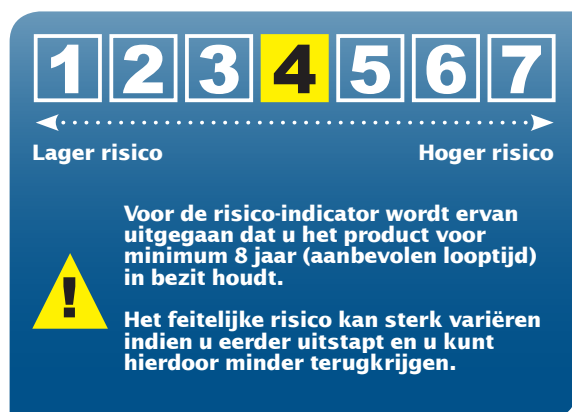 1 2 3 4 5 6 7
Lager risico Hoger risico
Voor de risico-indicator wordt ervan
uitgegaan dat u het product voor
minimum 8 jaar (aanbevolen looptijd)
in bezit houdt.
!
Het feitelijke risico kan sterk variëren
indien u eerder uitstapt en u kunt
hierdoor minder terugkrijgen.